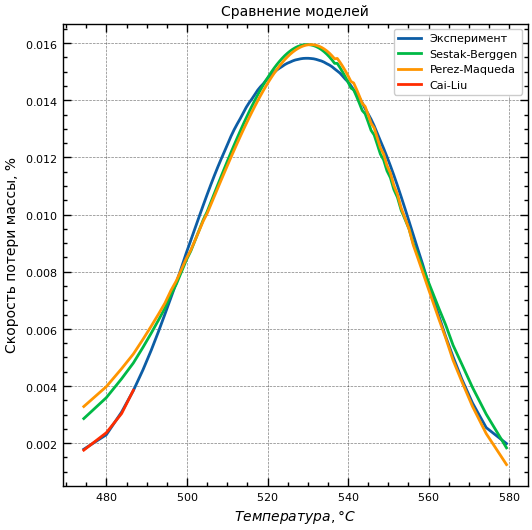 Сравнение моделей
Эксперимент
Sestak-Berggen
Perez-Maqueda
Cai-Liu
Скорость потери массы, %
0.016
0.014
0.012
0.010
0.008
0.006
0.004
0.002
480 500 520 540 560 580
Температура, °C